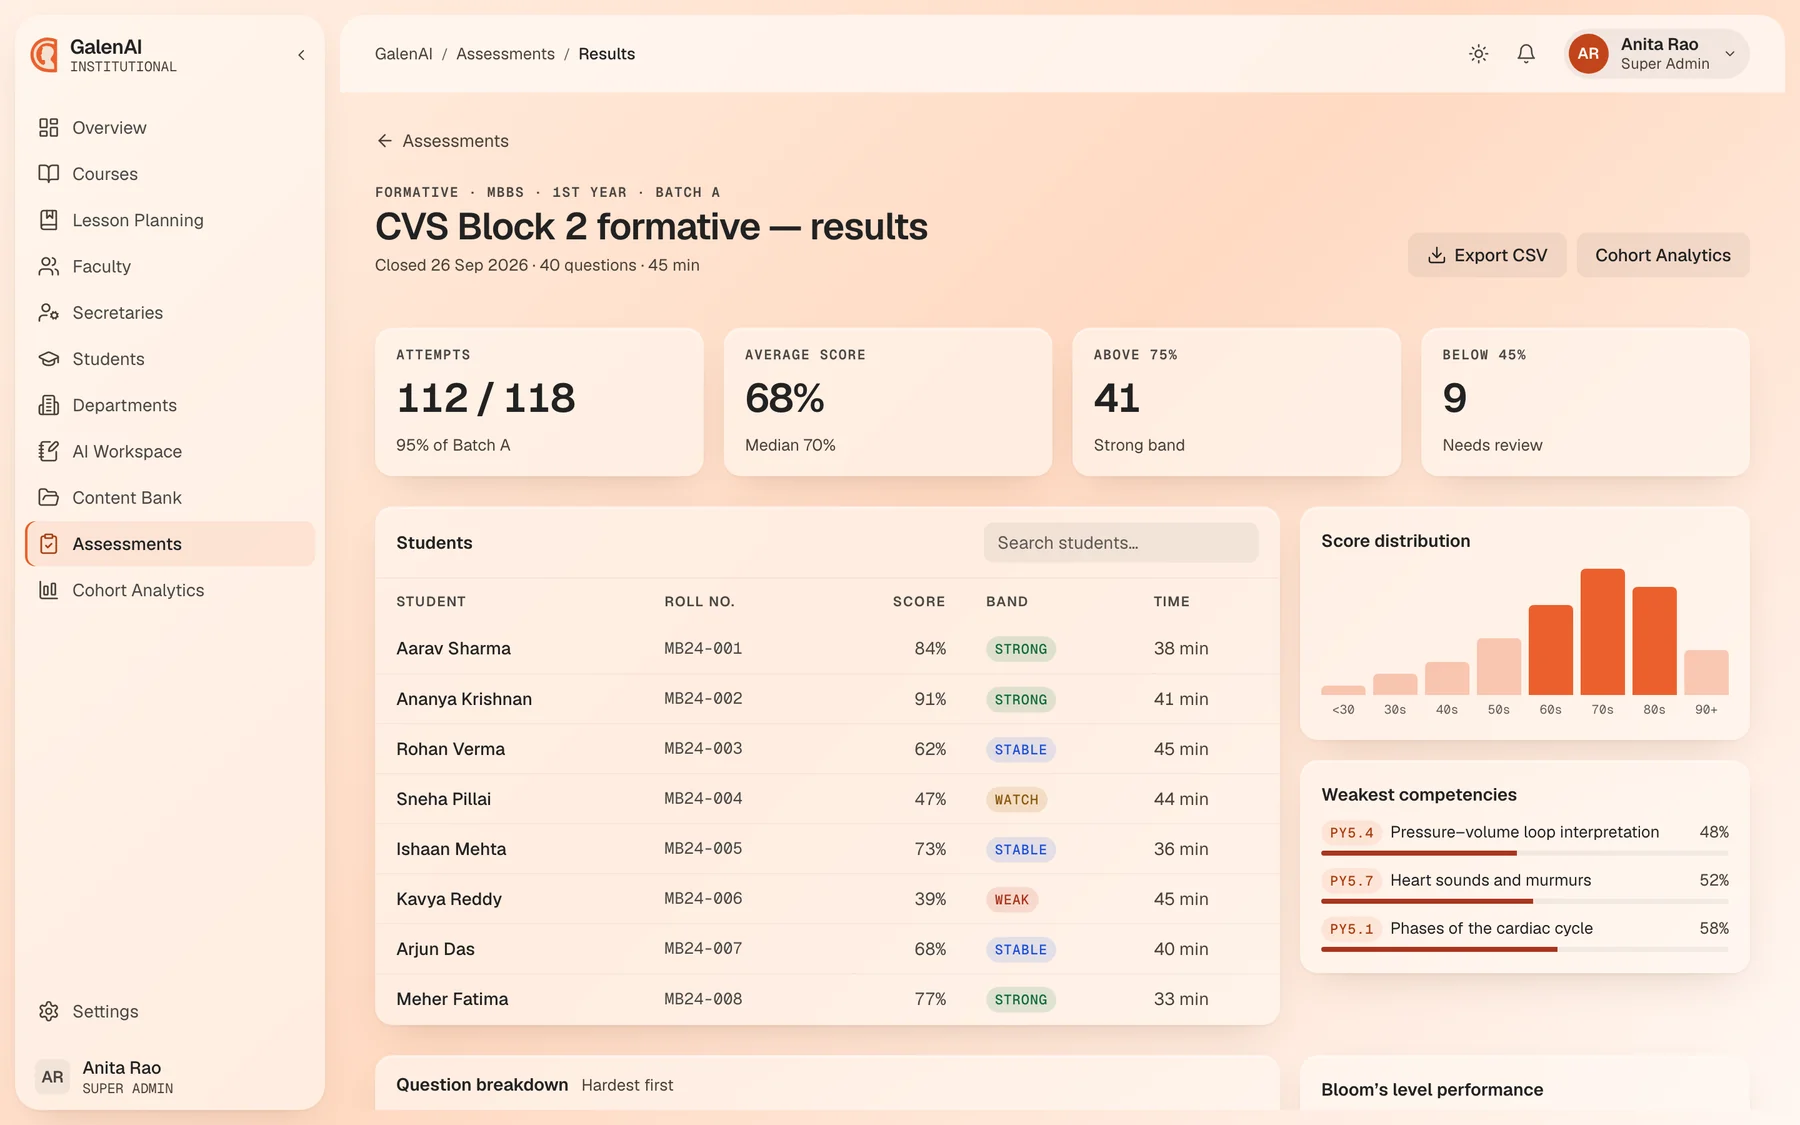 GalenAI
INSTITUTIONAL
Overview
Courses
Lesson Planning
Faculty
Secretaries
Students
Departments
AI Workspace
Content Bank
Assessments
Cohort Analytics
Settings
AR
Anita Rao
SUPER ADMIN
GalenAI / Assessments / Results
AR
Anita Rao
Super Admin
Assessments
FORMATIVE · MBBS · 1ST YEAR · BATCH A
CVS Block 2 formative — results
Closed 26 Sep 2026 · 40 questions · 45 min
Export CSV
Cohort Analytics
ATTEMPTS
112 / 118
95% of Batch A
AVERAGE SCORE
68%
Median 70%
ABOVE 75%
41
Strong band
BELOW 45%
9
Needs review
Students
Search students...
STUDENT ROLL NO. SCORE BAND TIME
Aarav Sharma MB24-001 84% STRONG 38 min
Ananya Krishnan MB24-002 91% STRONG 41 min
Rohan Verma MB24-003 62% STABLE 45 min
Sneha Pillai MB24-004 47% WATCH 44 min
Ishaan Mehta MB24-005 73% STABLE 36 min
Kavya Reddy MB24-006 39% WEAK 45 min
Arjun Das MB24-007 68% STABLE 40 min
Meher Fatima MB24-008 77% STRONG 33 min
Score distribution
<30 30s 40s 50s 60s 70s 80s 90+
Weakest competencies
PY5.4 Pressure–volume loop interpretation 48%
PY5.7 Heart sounds and murmurs 52%
PY5.1 Phases of the cardiac cycle 58%
Question breakdown Hardest first
Bloom's level performance